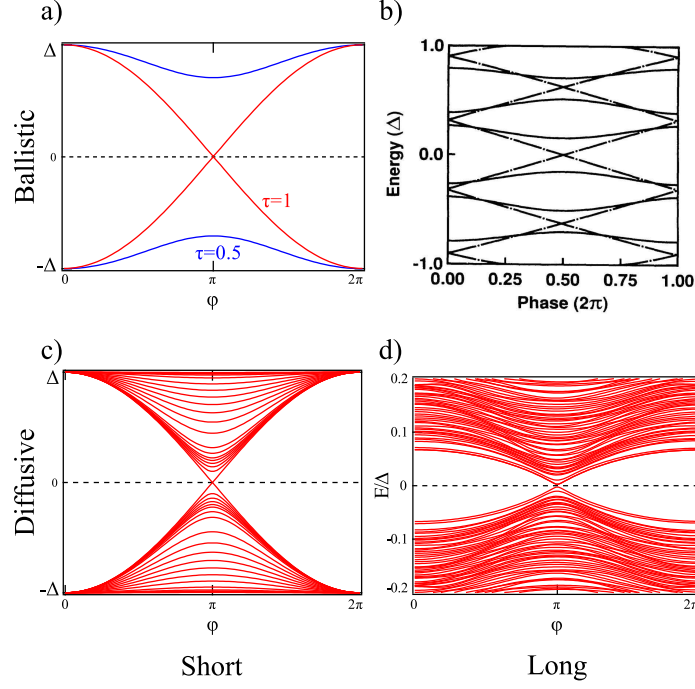 a)
Ballistic
Δ
0
-Δ
τ=1
τ=0.5
0
π
2π
φ
b)
Energy (Δ)
1.0
0.0
-1.0
0.00
0.25
0.50
0.75
1.00
Phase (2π)
c)
Diffusive
Δ
0
-Δ
0
π
2π
φ
d)
E/Δ
0.2
0.1
0
-0.1
-0.2
0
π
2π
φ
Short
Long